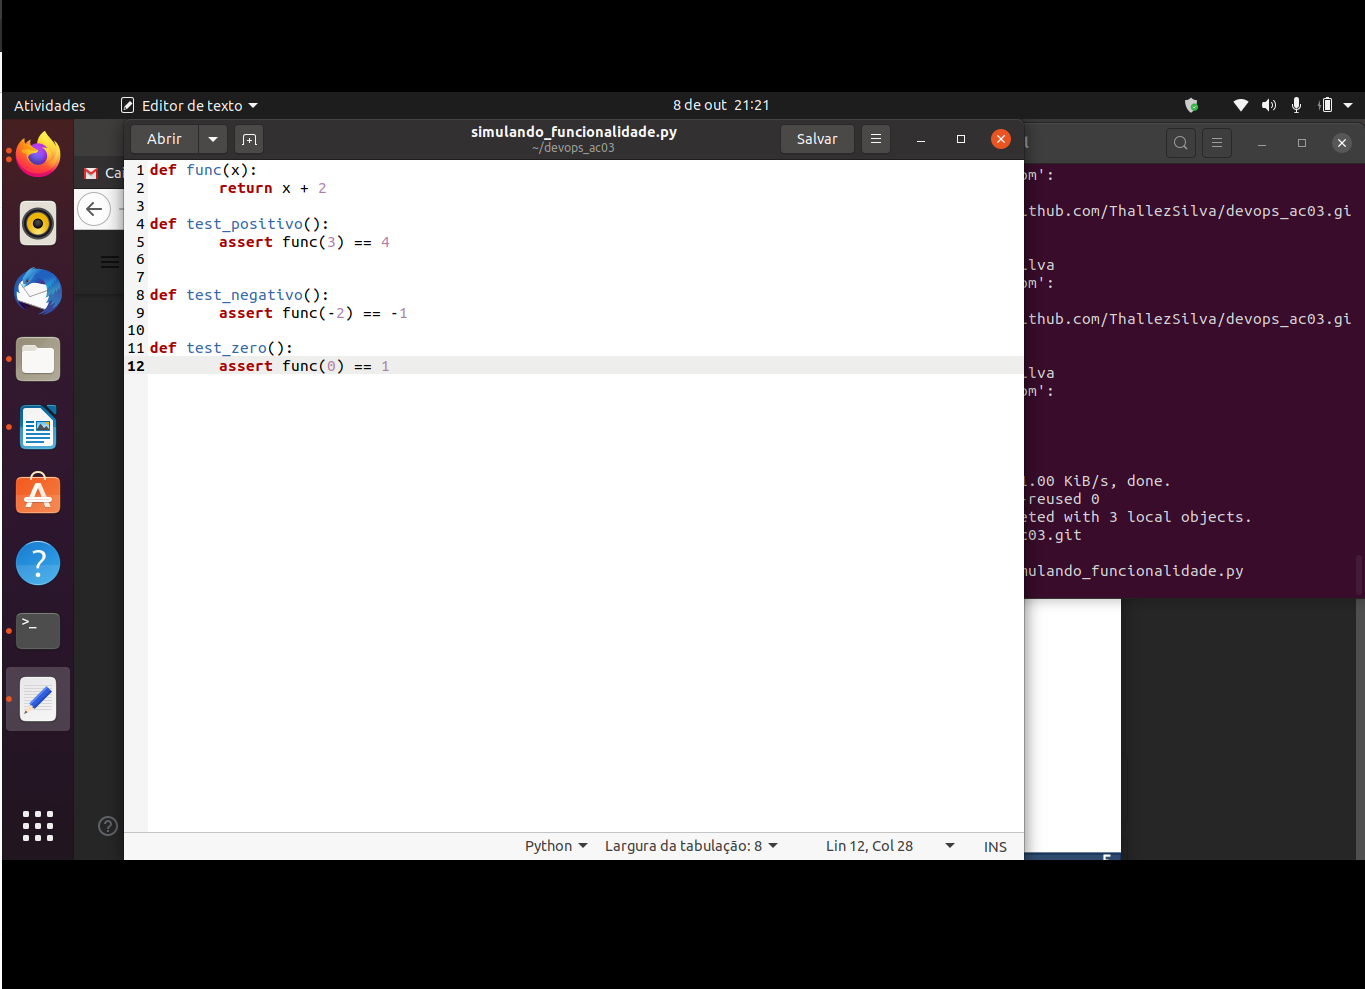 Atividades
Editor de texto
8 de out 21:21
Abrir
simulando_funcionalidade.py
~/devops_ac03
Salvar
Cai
1 def func(x):
2 return x + 2
3
4 def test_positivo():
5 assert func(3) == 4
6
7
8 def test_negativo():
9 assert func(-2) == -1
10
11 def test_zero():
12 assert func(0) == 1
om':
thub.com/ThallezSilva/devops_ac03.gi
lva
om':
thub.com/ThallezSilva/devops_ac03.gi
lva
om':
.00 KiB/s, done.
-reused 0
eted with 3 local objects.
c03.git
mulando_funcionalidade.py
Python
Largura da tabulação: 8
Lin 12, Col 28
INS